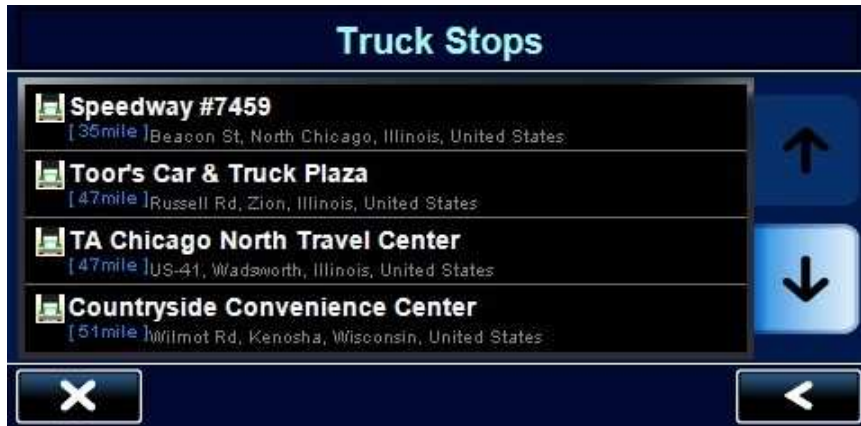 Truck Stops
Speedway #7459
[35mile]Beacon St, North Chicago, Illinois, United States
Toor's Car & Truck Plaza
[47mile]Russell Rd, Zion, Illinois, United States
TA Chicago North Travel Center
[47mile]US-41, Wadsworth, Illinois, United States
Countryside Convenience Center
[51mile]Wilmot Rd, Kenosha, Wisconsin, United States